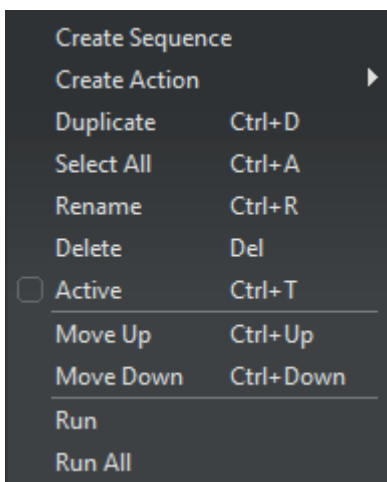 Create Sequence
Create Action
Duplicate Ctrl+D
Select All Ctrl+A
Rename Ctrl+R
Delete Del
Active Ctrl+T
Move Up Ctrl+Up
Move Down Ctrl+Down
Run
Run All